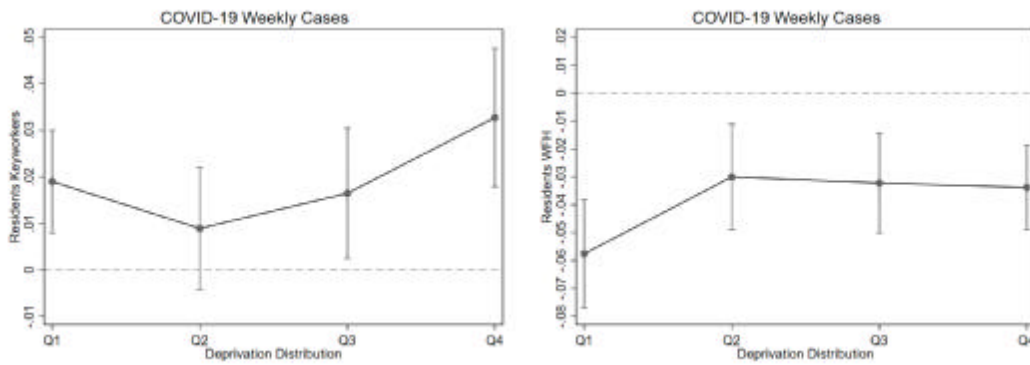 COVID-19 Weekly Cases
Residents Keyworkers
.05
.04
.03
.02
.01
0
-.01
Q1 Q2 Q3 Q4
Deprivation Distribution
COVID-19 Weekly Cases
Residents WFH
.02
.01
0
-.01
-.02
-.03
-.04
-.05
-.06
-.07
-.08
Q1 Q2 Q3 Q4
Deprivation Distribution